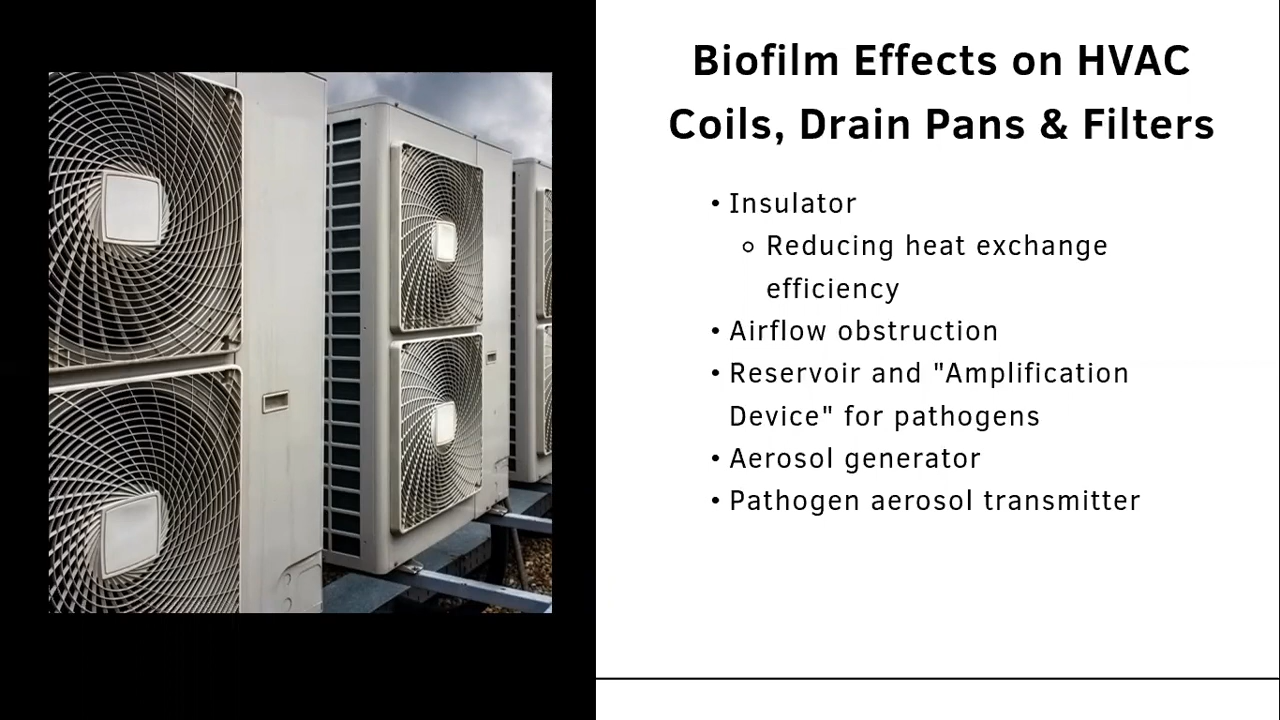 Biofilm Effects on HVAC
Coils, Drain Pans & Filters
• Insulator
○ Reducing heat exchange
efficiency
• Airflow obstruction
• Reservoir and "Amplification
Device" for pathogens
• Aerosol generator
• Pathogen aerosol transmitter